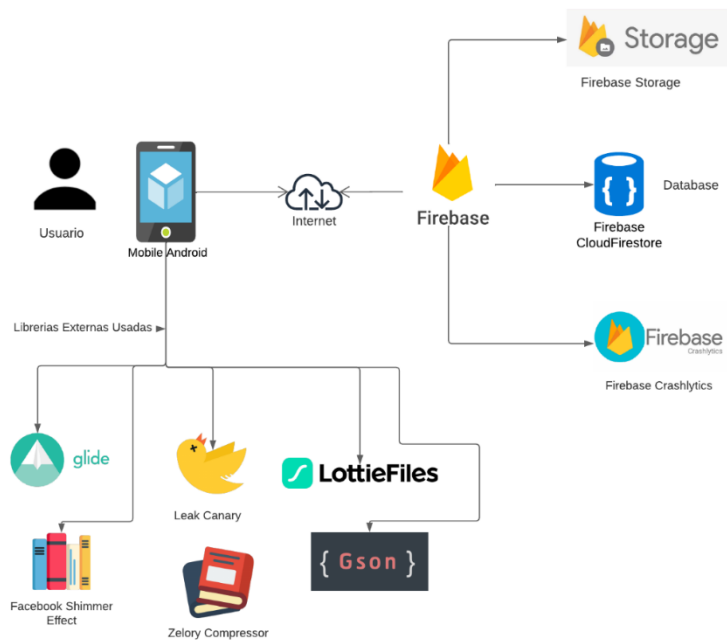 Storage
Firebase Storage
Usuario
Mobile Android
Internet
Firebase
Database
{ }
Firebase
CloudFirestore
Librerias Externas Usadas
Firebase
Crashlytics
Firebase Crashlytics
glide
Leak Canary
LottieFiles
{ Gson }
Facebook Shimmer
Effect
Zelory Compressor